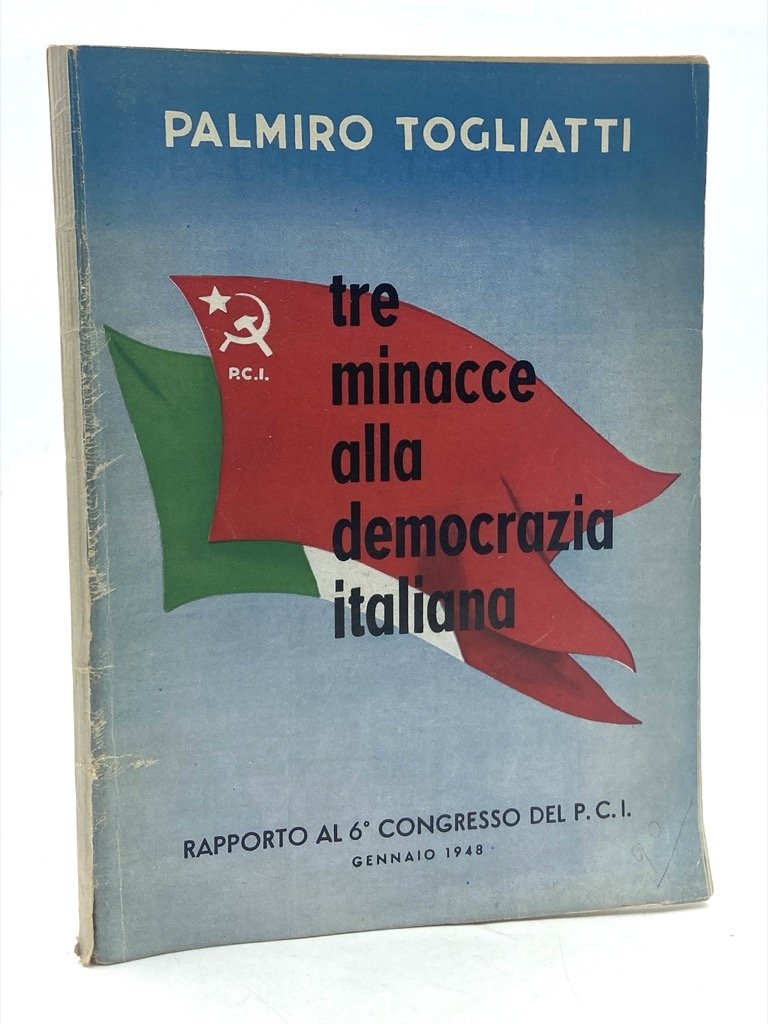 PALMIRO TOGLIATTI
P.C.I.
tre
minacce
alla
democrazia
italiana
RAPPORTO AL 6° CONGRESSO DEL P.C.I.
GENNAIO 1948